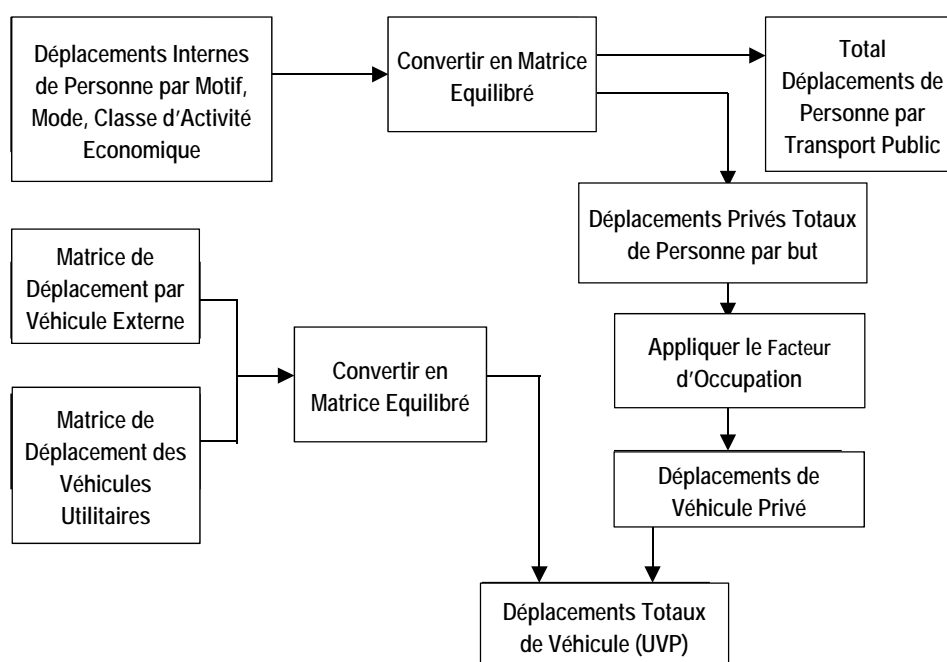 Déplacements Internes
de Personne par Motif,
Mode, Classe d'Activité
Economique
Convertir en Matrice
Equilibré
Total
Déplacements de
Personne par
Transport Public
Déplacements Privés Totaux
de Personne par but
Matrice de
Déplacement par
Véhicule Externe
Appliquer le Facteur
d'Occupation
Convertir en
Matrice Equilibré
Matrice de
Déplacement des
Véhicules
Utilitaires
Déplacements de
Véhicule Privé
Déplacements Totaux
de Véhicule (UVP)